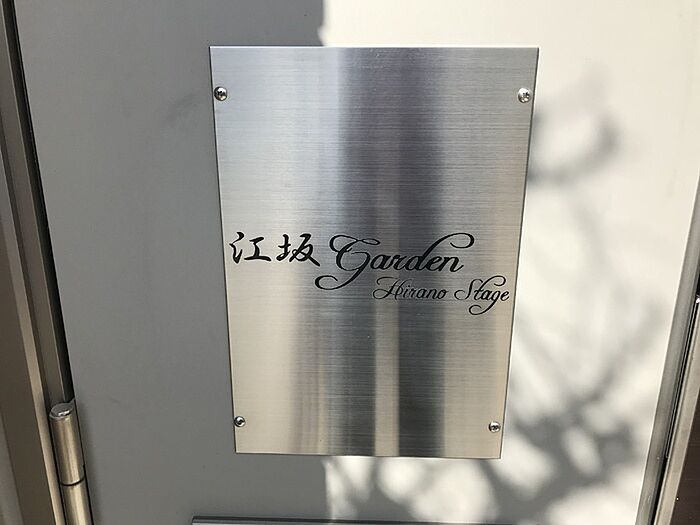 江坂 Garden
Hirano Stage